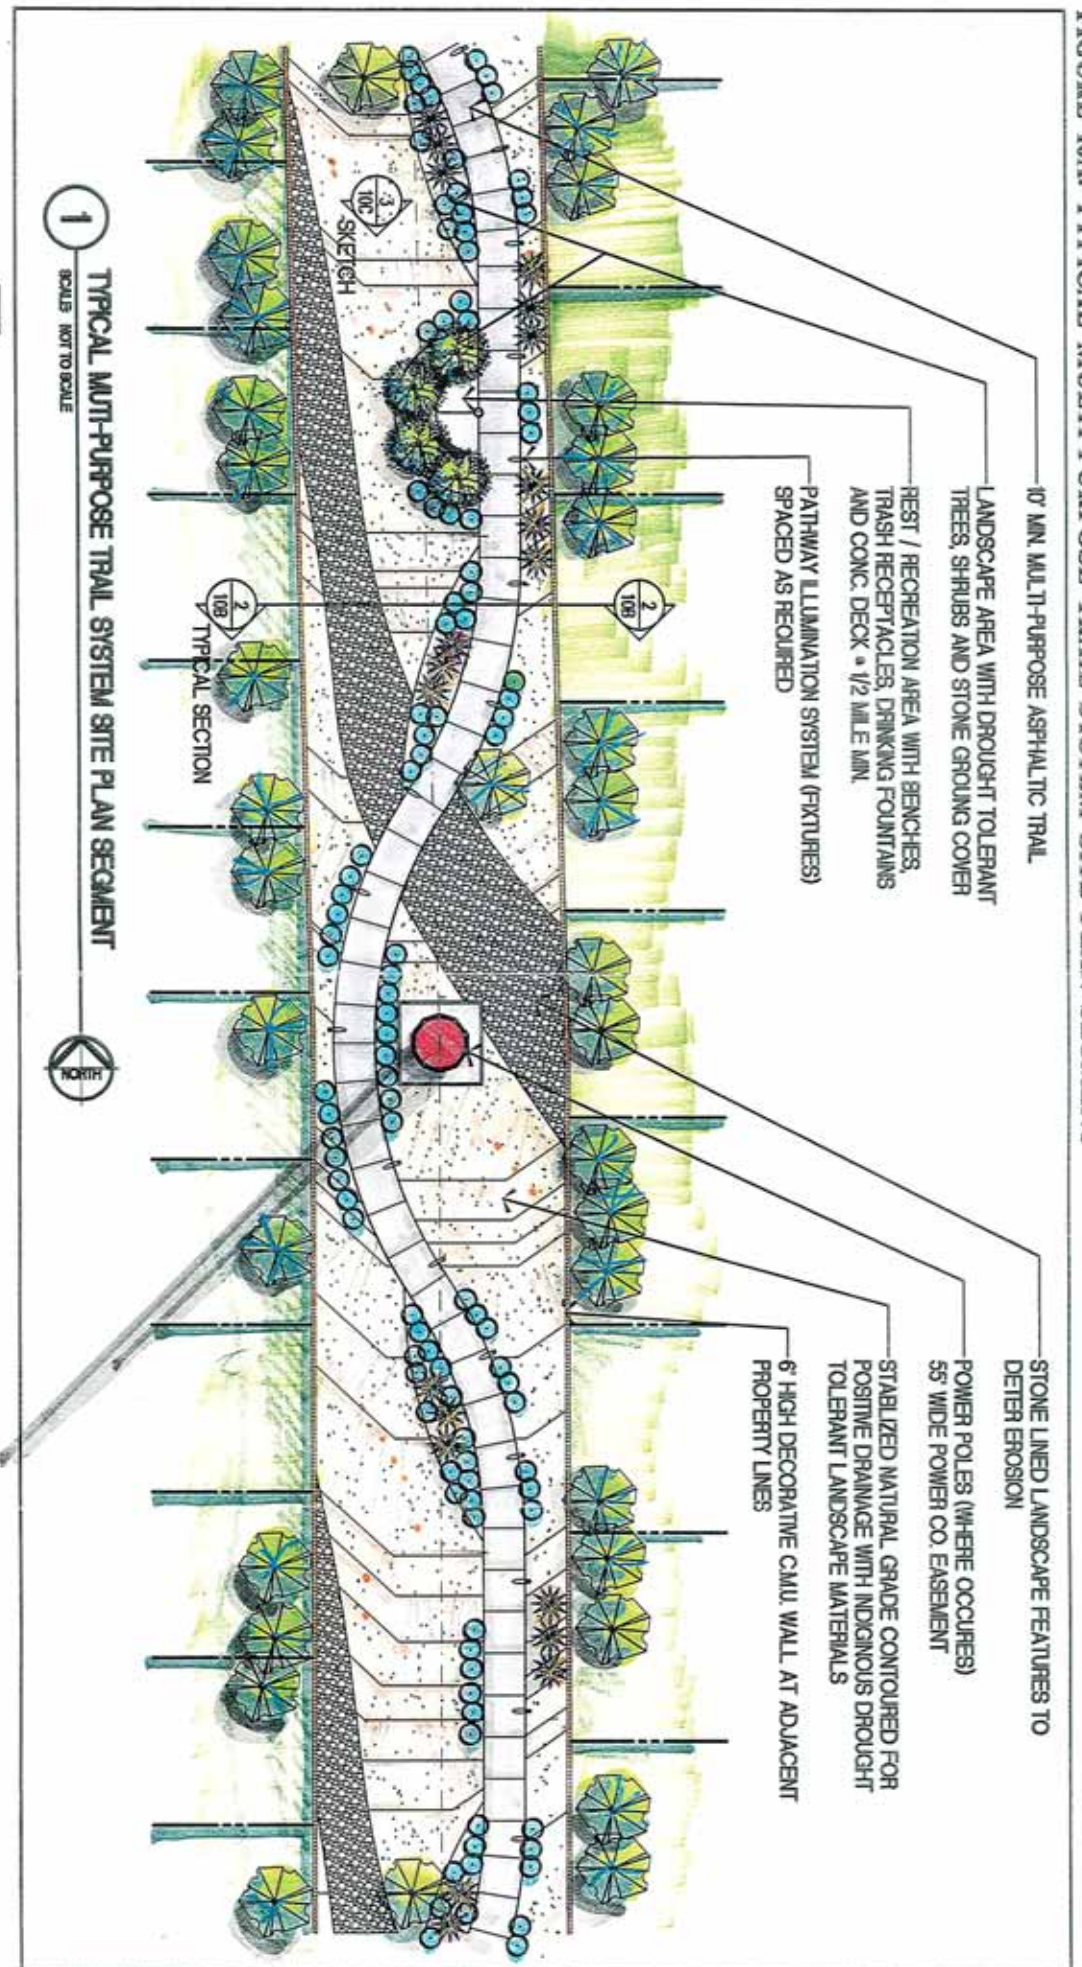 10' MIN. MULTI-PURPOSE ASPHALTIC TRAIL
LANDSCAPE AREA WITH DROUGHT TOLERANT
TREES, SHRUBS AND STONE GROUND COVER
REST / RECREATION AREA WITH BENCHES,
TRASH RECEPTACLES, DRINKING FOUNTAINS
AND CONC. DECK @ 1/2 MILE MIN.
PATHWAY ILLUMINATION SYSTEM (FIXTURES)
SPACED AS REQUIRED
STONE LINED LANDSCAPE FEATURES TO
DETER EROSION
POWER POLES (WHERE OCCURES)
55' WIDE POWER CO. EASEMENT
STABLIZED NATURAL GRADE CONTOURED FOR
POSITIVE DRAINAGE WITH INDIGINOUS DROUGHT
TOLERANT LANDSCAPE MATERIALS
6' HIGH DECORATIVE C.M.U. WALL AT ADJACENT
PROPERTY LINES
2
10B
3
10C
SKETCH
2
10B
TYPICAL SECTION
1
TYPICAL MUTI-PURPOSE TRAIL SYSTEM SITE PLAN SEGMENT
SCALE NOT TO SCALE
NORTH